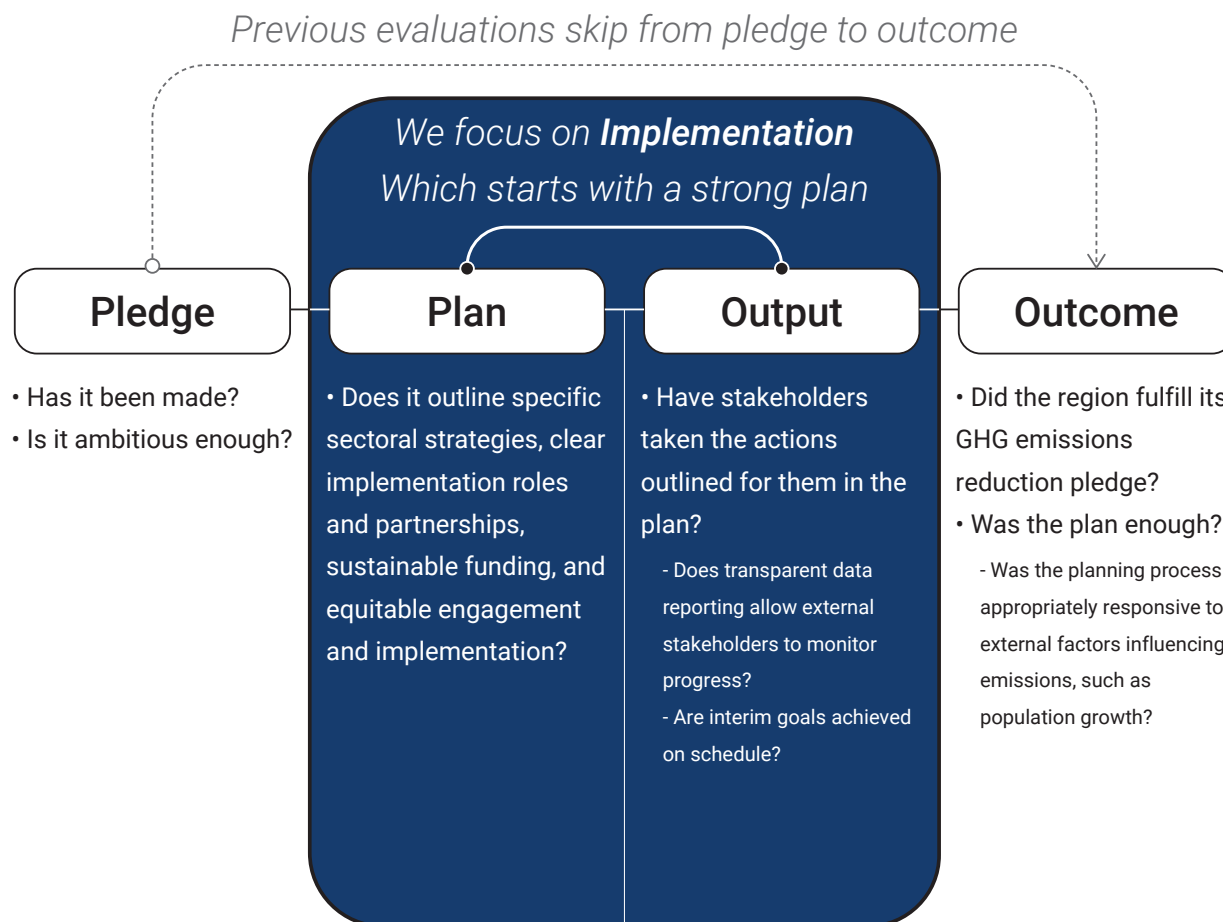 Previous evaluations skip from pledge to outcome
We focus on Implementation
Which starts with a strong plan
Pledge
• Has it been made?
• Is it ambitious enough?
Plan
• Does it outline specific
sectoral strategies, clear
implementation roles
and partnerships,
sustainable funding, and
equitable engagement
and implementation?
Output
• Have stakeholders
taken the actions
outlined for them in the
plan?
- Does transparent data
reporting allow external
stakeholders to monitor
progress?
- Are interim goals achieved
on schedule?
Outcome
• Did the region fulfill its
GHG emissions
reduction pledge?
• Was the plan enough?
- Was the planning process
appropriately responsive to
external factors influencing
emissions, such as
population growth?